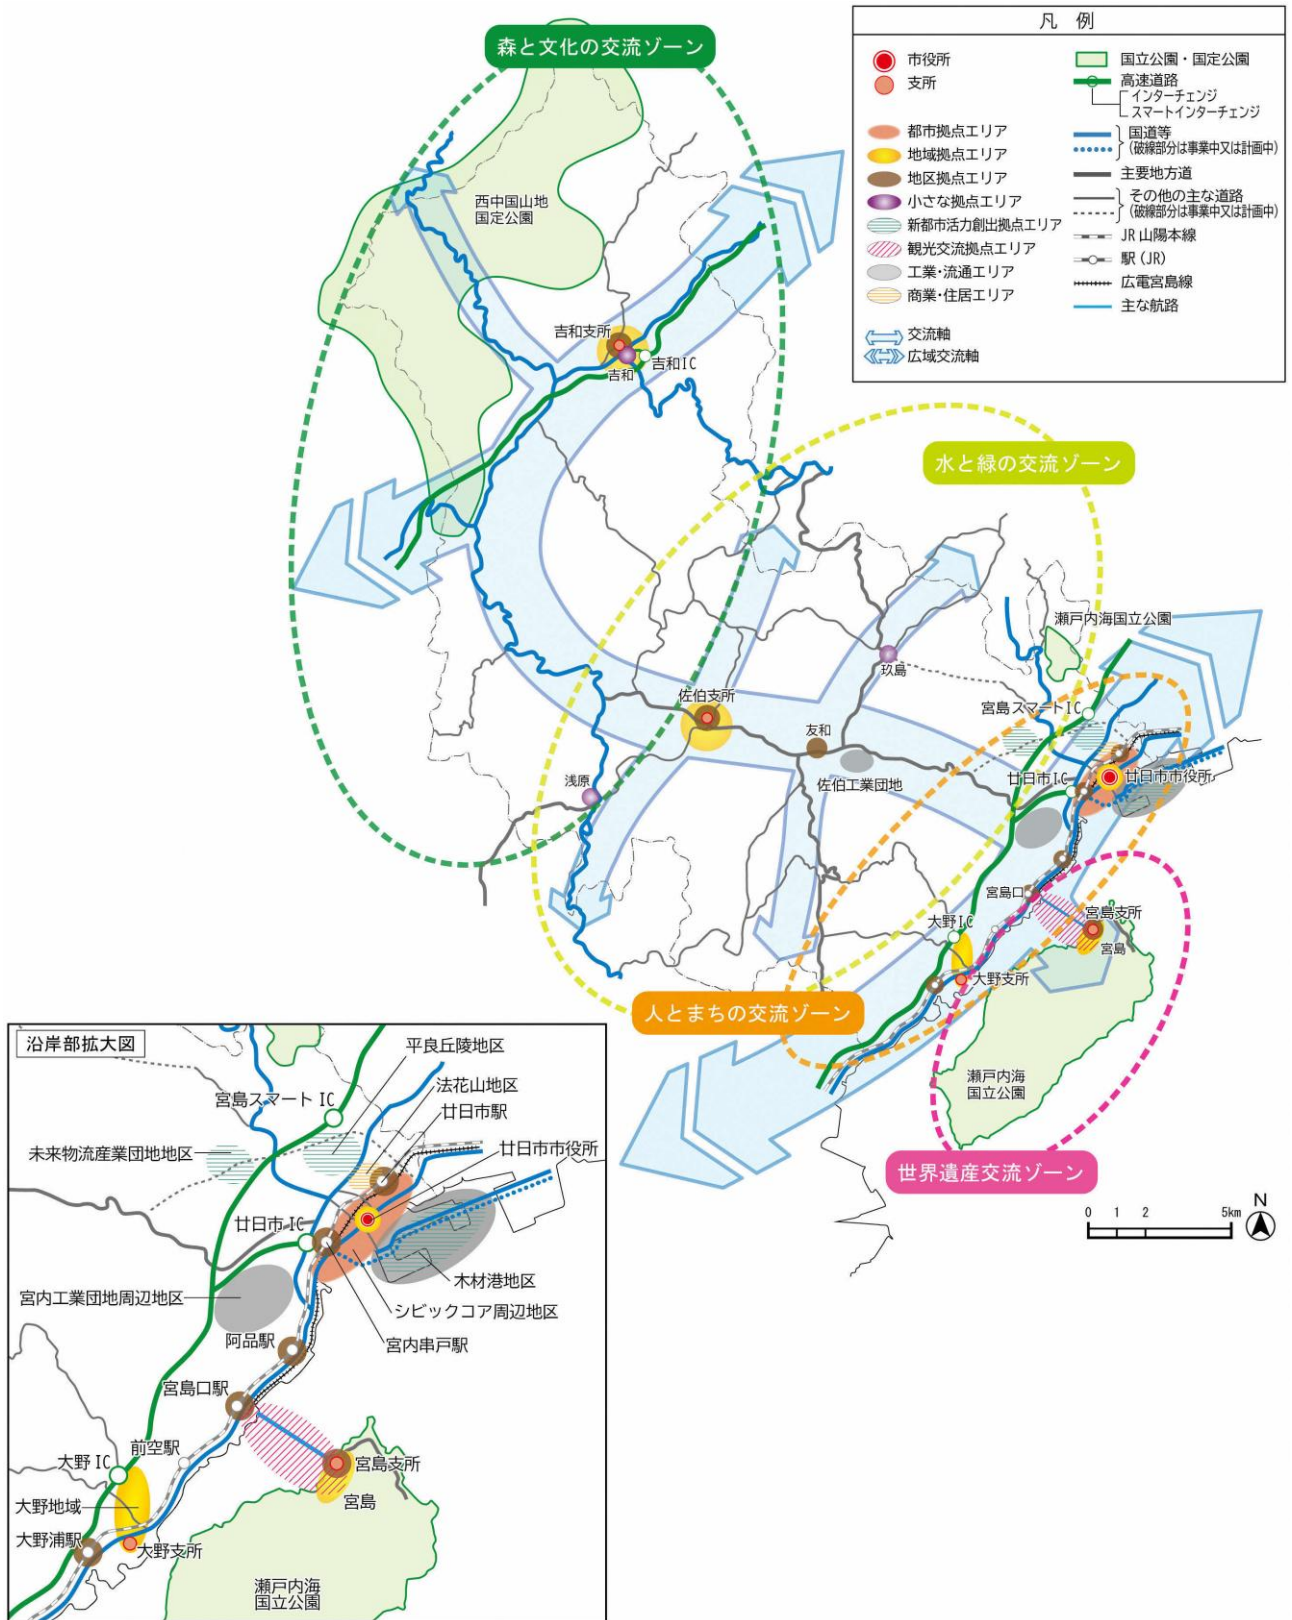 森と文化の交流ゾーン
凡 例
市役所
支所
都市拠点エリア
地域拠点エリア
地区拠点エリア
小さな拠点エリア
新都市活力創出拠点エリア
観光交流拠点エリア
工業・流通エリア
商業・住居エリア
交流軸
広域交流軸
国立公園・国定公園
高速道路
インターチェンジ
スマートインターチェンジ
国道等
(破線部分は事業中又は計画中)
主要地方道
その他の主な道路
(破線部分は事業中又は計画中)
JR山陽本線
駅(JR)
広電宮島線
主な航路
西中国山地
国定公園
吉和支所
吉和IC
吉和
水と緑の交流ゾーン
瀬戸内海国立公園
玖島
佐伯支所
宮島スマートIC
友和
浅原
佐伯工業団地
廿日市IC
廿日市市役所
宮島口
大野IC
宮島支所
宮島
大野支所
人とまちの交流ゾーン
瀬戸内海
国立公園
世界遺産交流ゾーン
N
0 1 2 5km
沿岸部拡大図
平良丘陵地区
宮島スマート IC
法花山地区
廿日市駅
未来物流産業団地地区
廿日市市役所
廿日市 IC
木材港地区
宮内工業団地周辺地区
シビックコア周辺地区
阿品駅
宮内串戸駅
宮島口駅
前空駅
大野 IC
宮島支所
大野地域
宮島
大野浦駅
大野支所
瀬戸内海
国立公園